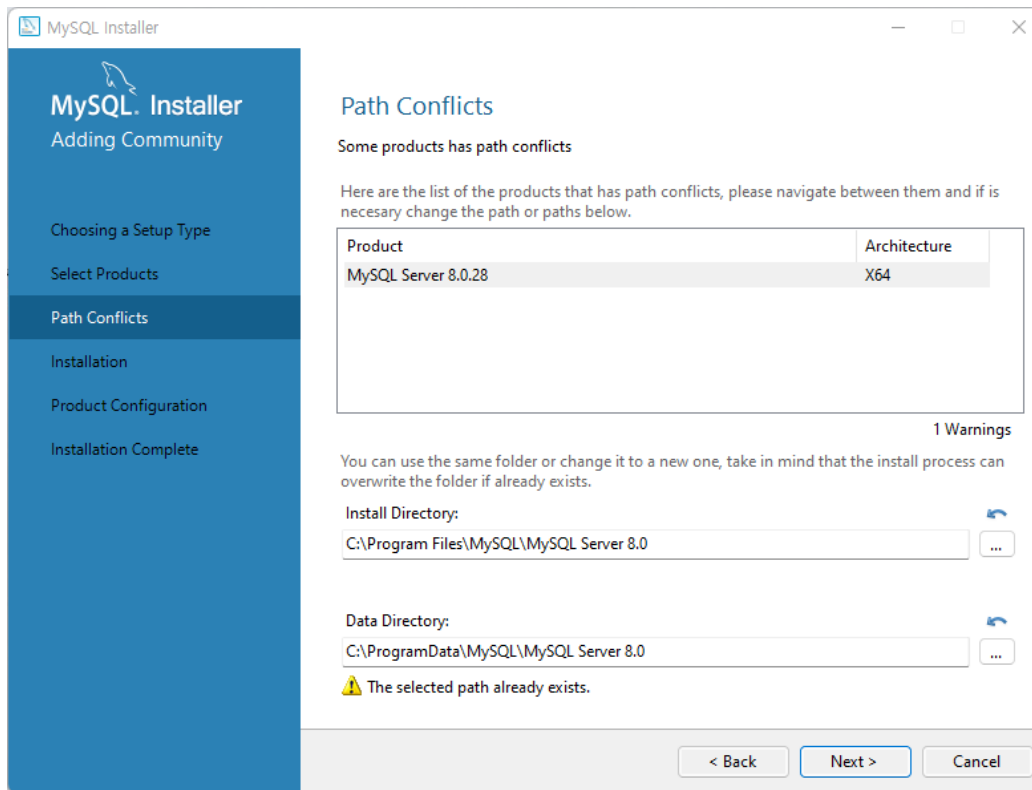 MySQL Installer
MySQL. Installer
Adding Community
Choosing a Setup Type
Select Products
Path Conflicts
Installation
Product Configuration
Installation Complete
Path Conflicts
Some products has path conflicts
Here are the list of the products that has path conflicts, please navigate between them and if is
necesary change the path or paths below.
Product Architecture
MySQL Server 8.0.28 X64
1 Warnings
You can use the same folder or change it to a new one, take in mind that the install process can
overwrite the folder if already exists.
Install Directory:
C:\Program Files\MySQL\MySQL Server 8.0
...
Data Directory:
C:\ProgramData\MySQL\MySQL Server 8.0
...
The selected path already exists.
< Back Next > Cancel